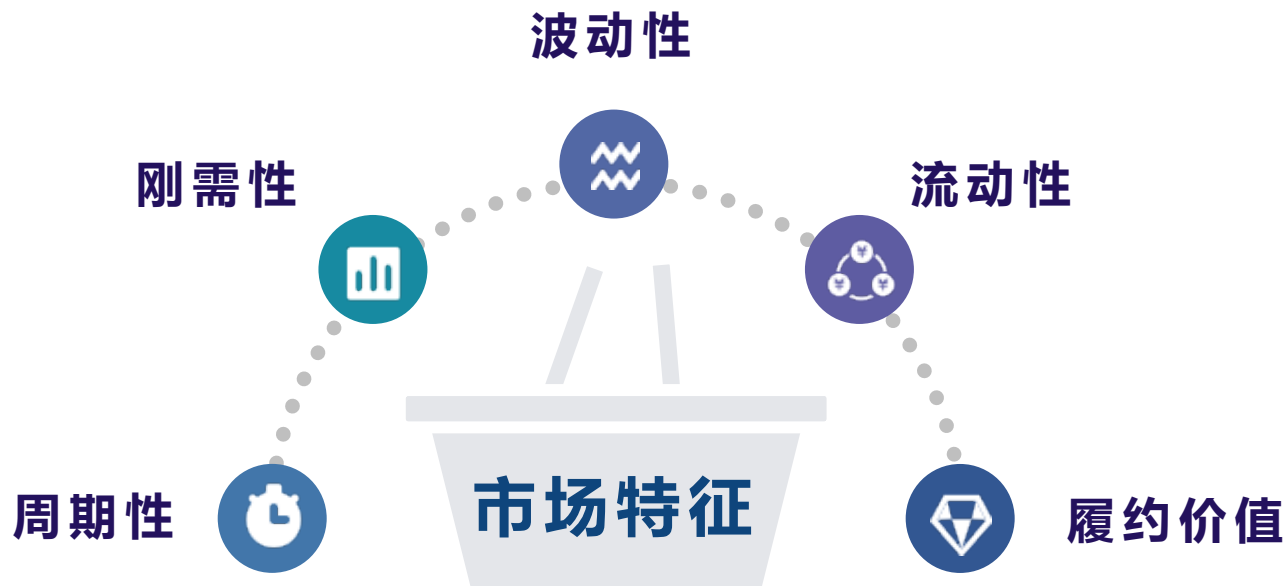 波动性
刚需性
流动性
周期性
市场特征
履约价值